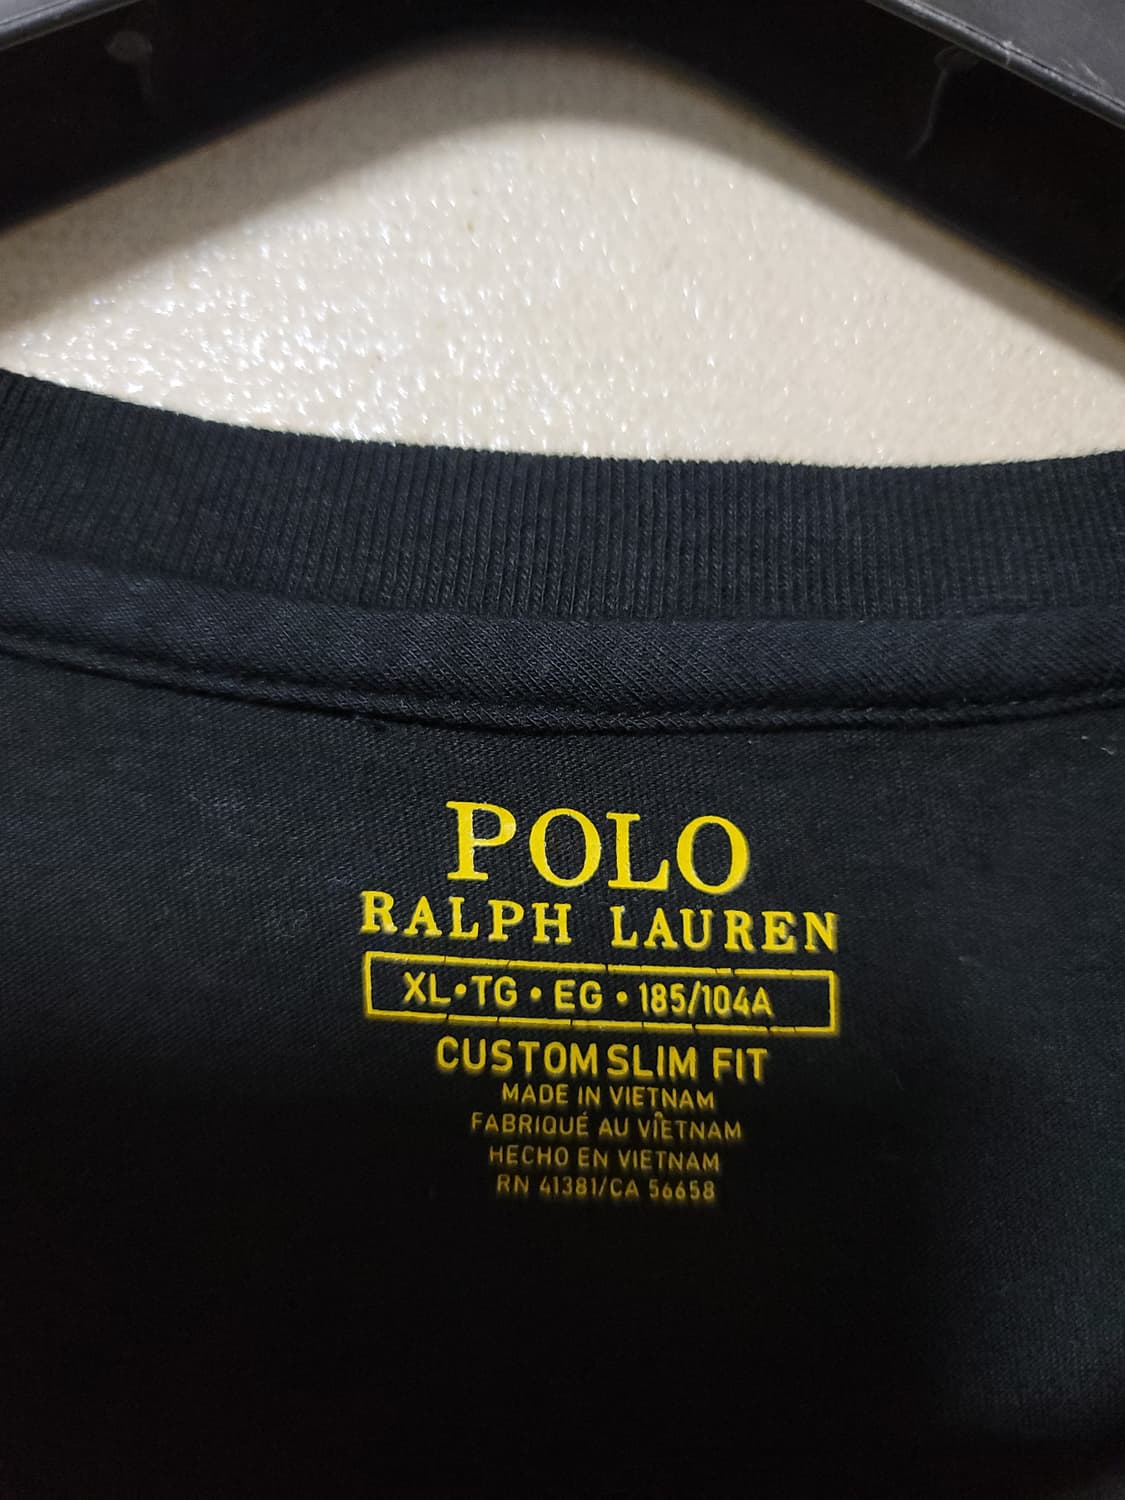 POLO
RALPH LAUREN
XL•TG • EG • 185/104A
CUSTOM SLIM FIT
MADE IN VIETNAM
FABRIQUÉ AU VIÊTNAM
HECHO EN VIETNAM
RN 41381/CA 56658